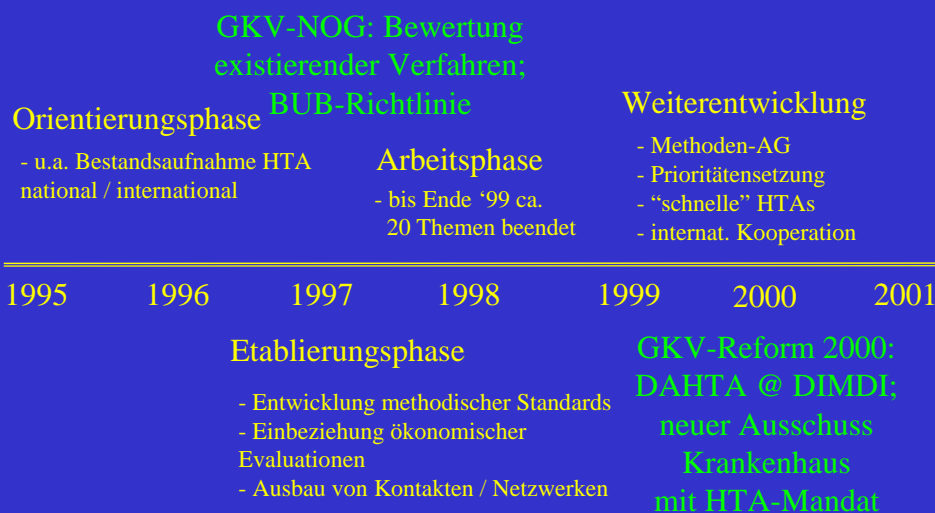 GKV-NOG: Bewertung
existierender Verfahren;
BUB-Richtlinie
Orientierungsphase
- u.a. Bestandsaufnahme HTA
national / international
Arbeitsphase
- bis Ende ‘99 ca.
20 Themen beendet
Weiterentwicklung
- Methoden-AG
- Prioritätensetzung
- “schnelle” HTAs
- internat. Kooperation
1995 1996 1997 1998 1999 2000 2001
Etablierungsphase
- Entwicklung methodischer Standards
- Einbeziehung ökonomischer
Evaluationen
- Ausbau von Kontakten / Netzwerken
GKV-Reform 2000:
DAHTA @ DIMDI;
neuer Ausschuss
Krankenhaus
mit HTA-Mandat